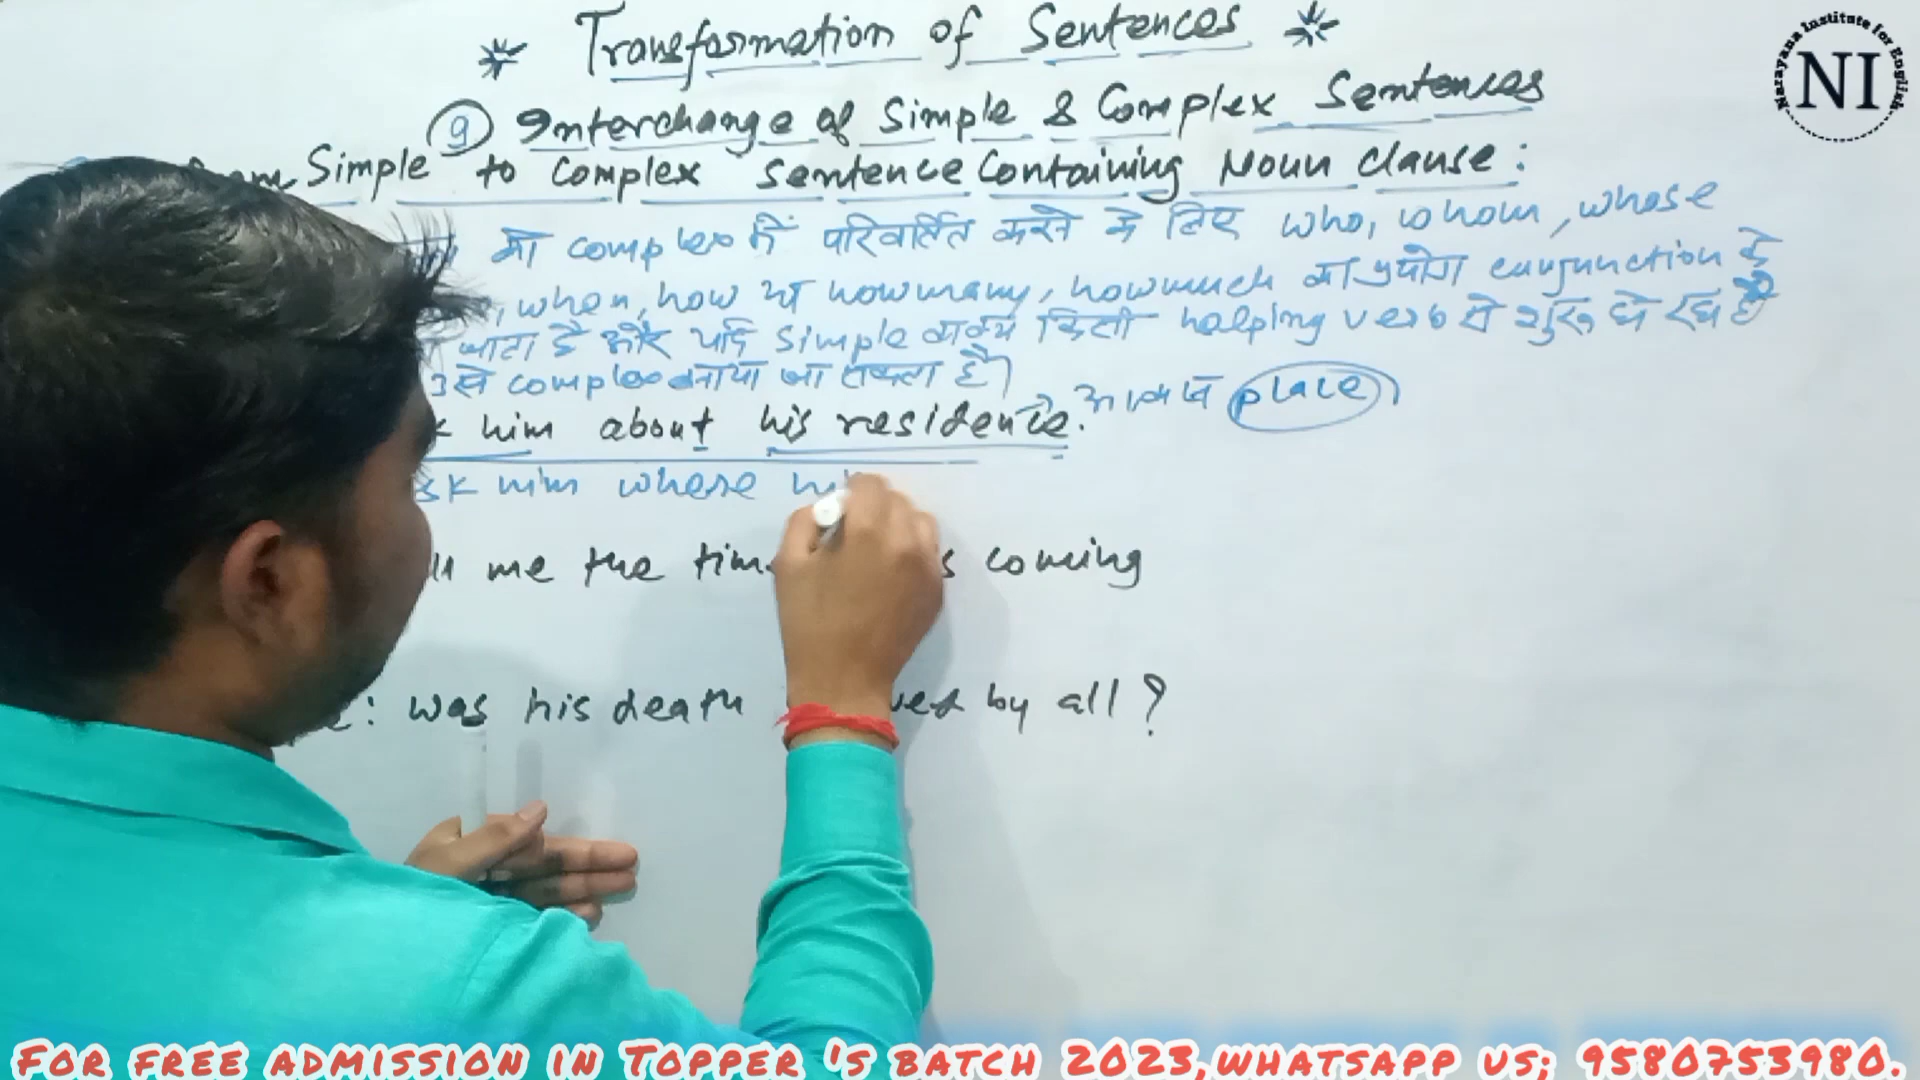 Transformation of Sentences
9 Interchange of Simple & Complex Sentences
Simple to Complex Sentence Containing Noun Clause:
को complex में परिवर्तित करने के लिए who, whom, whose
when, how या how many, how much का प्रयोग conjunction के
जाता है और यदि simple वाक्य किसी helping verb से शुरू हो रहा है
उसे complex बनाया जा सकता है।
him about his residence. place
him where
me the coming
was his death by all?
Narayana Institute for English
NI
FOR FREE ADMISSION IN TOPPER 'S BATCH 2023,WHATSAPP US; 9580753980.